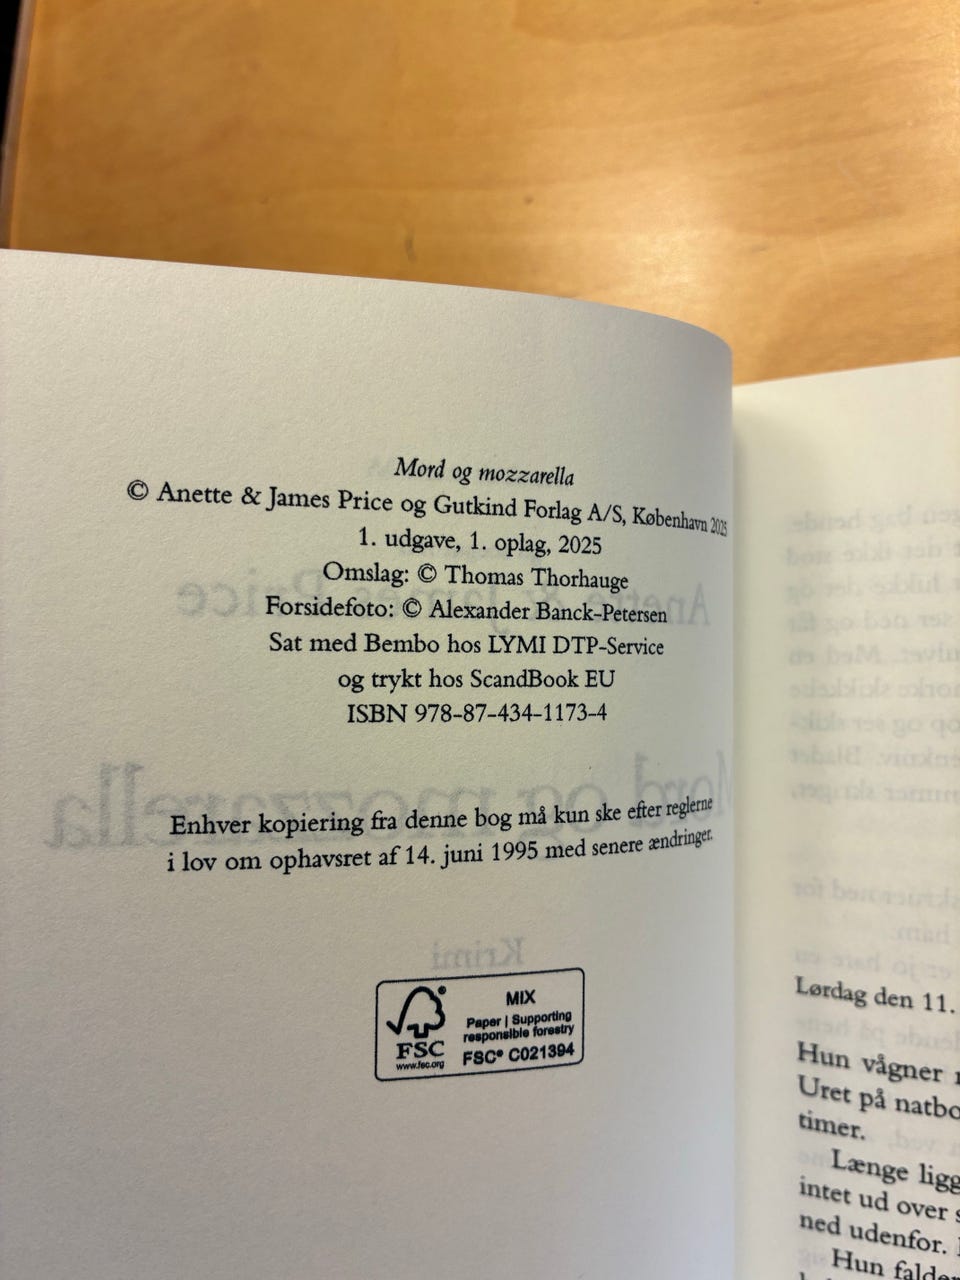 Mord og mozzarella
© Anette & James Price og Gutkind Forlag A/S, København 2025
1. udgave, 1. oplag, 2025
Omslag: © Thomas Thorhauge
Forsidefoto: © Alexander Banck-Petersen
Sat med Bembo hos LYMI DTP-Service
og trykt hos ScandBook EU
ISBN 978-87-434-1173-4
Enhver kopiering fra denne bog må kun ske efter reglerne
i lov om ophavsret af 14. juni 1995 med senere ændringer.
FSC
www.fsc.org
MIX
Paper | Supporting
responsible forestry
FSC® C021394
Lørdag den 11.
Hun vågner
Uret på
timer.
Længe
intet ud over
ned udenfor.
Hun